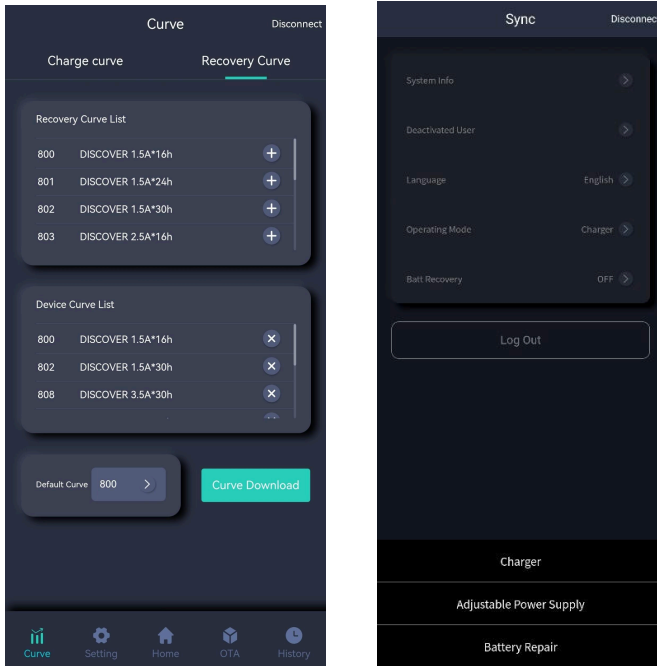 Curve
Disconnect
Charge curve
Recovery Curve
Recovery Curve List
800 DISCOVER 1.5A*16h
801 DISCOVER 1.5A*24h
802 DISCOVER 1.5A*30h
803 DISCOVER 2.5A*16h
Device Curve List
800 DISCOVER 1.5A*16h
802 DISCOVER 1.5A*30h
808 DISCOVER 3.5A*30h
Default Curve 800
Curve Download
Curve
Setting
Home
OTA
History
Sync
Disconnec
System Info
Deactivated User
Language English
Operating Mode Charger
Batt Recovery OFF
Log Out
Charger
Adjustable Power Supply
Battery Repair